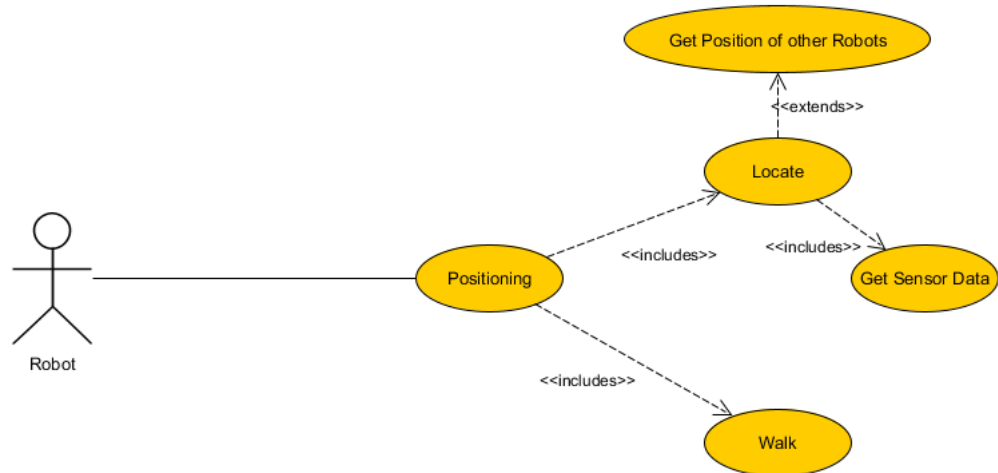 Get Position of other Robots
<<extends>>
Locate
<<includes>>
<<includes>>
Positioning
Get Sensor Data
Robot
<<includes>>
Walk